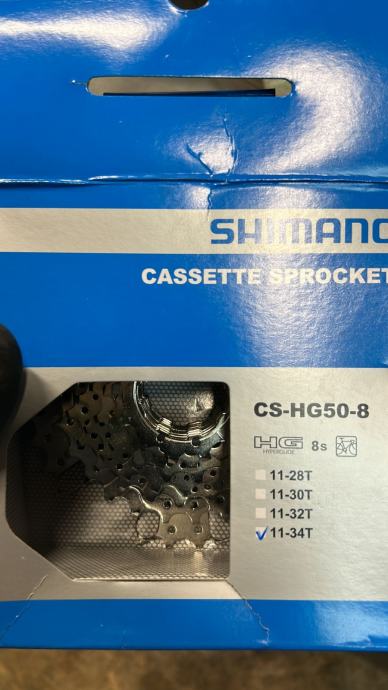 SHIMANO
CASSETTE SPROCKET
CS-HG50-8
HG 8s
HYPERGLIDE
11-28T
11-30T
11-32T
11-34T